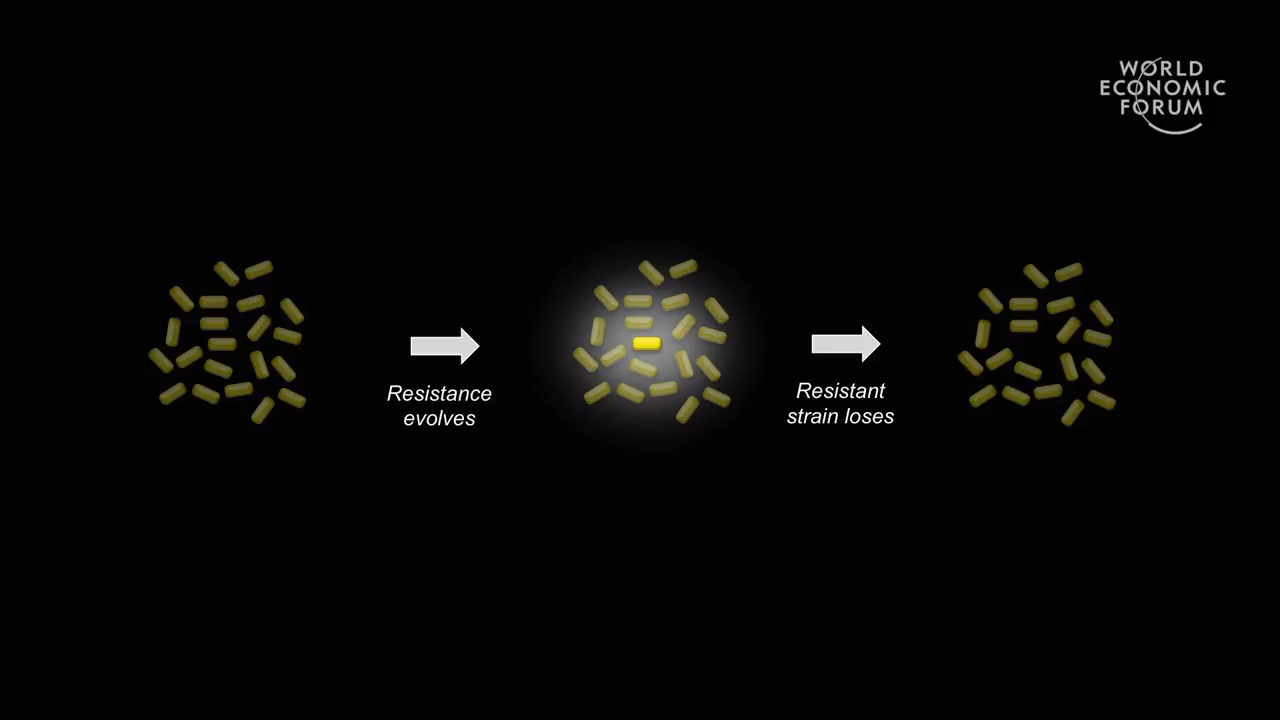 WORLD
ECONOMIC
FORUM
Resistance
evolves
Resistant
strain loses